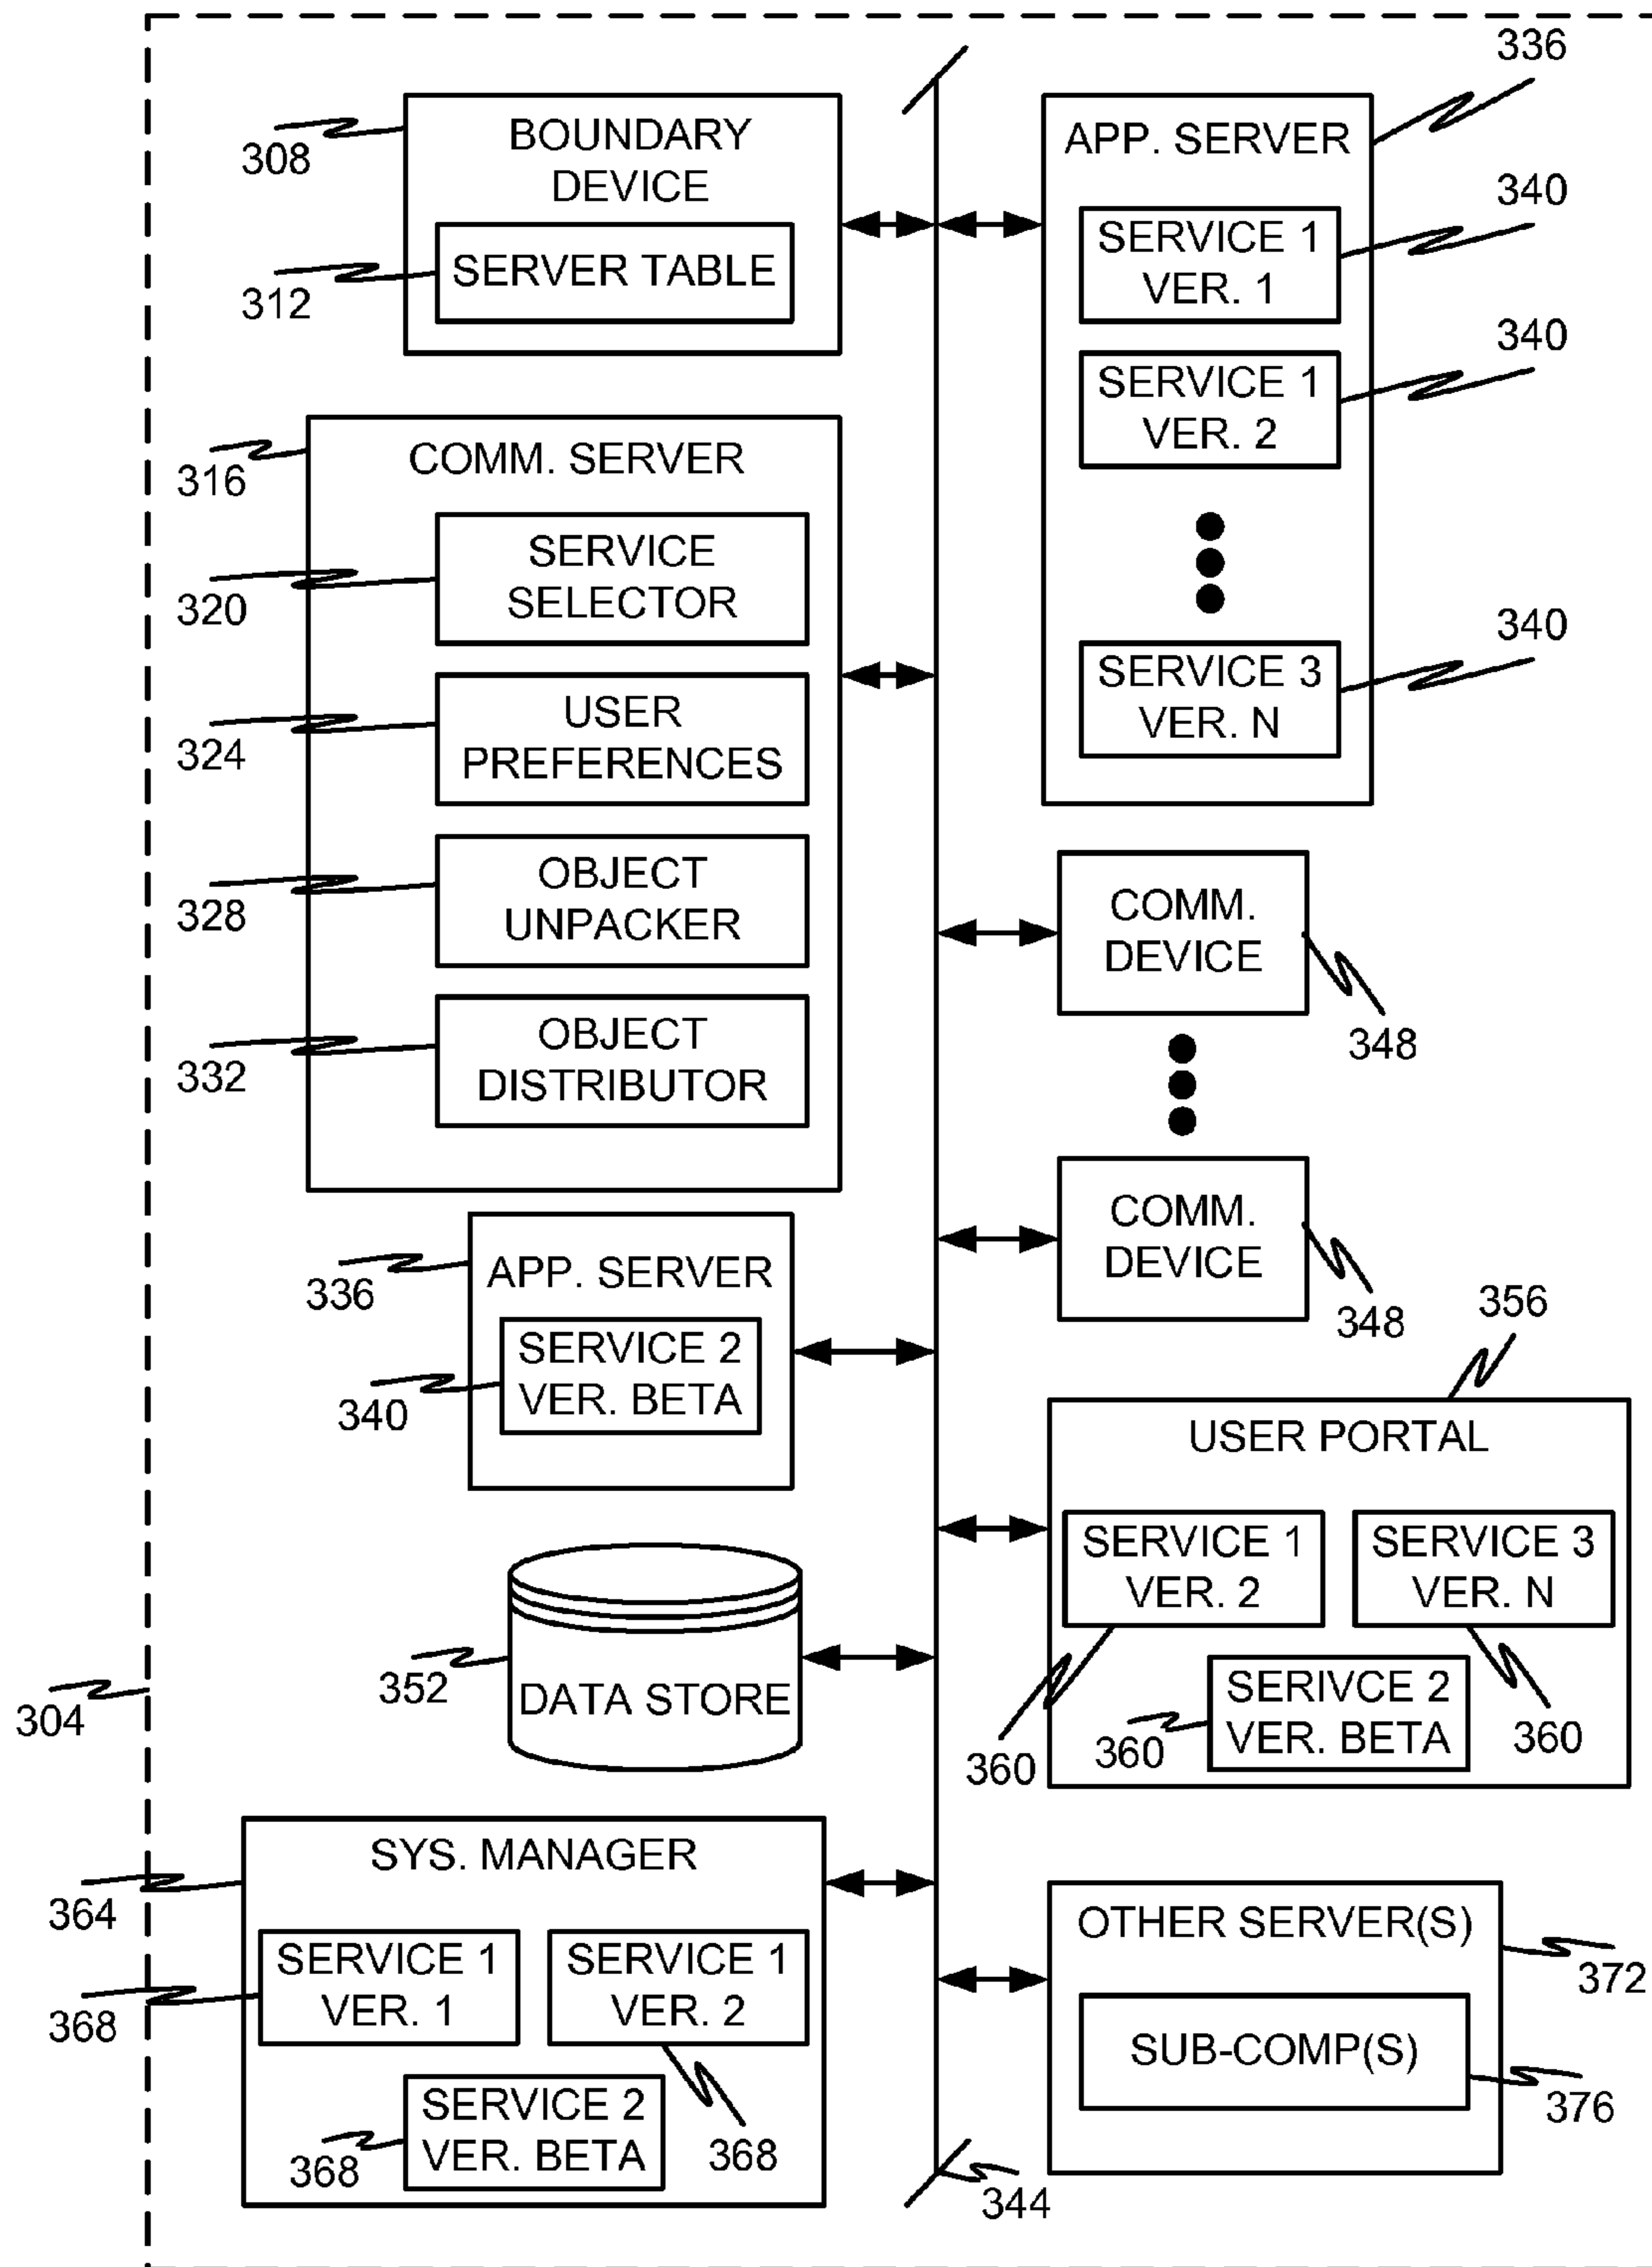 308
BOUNDARY
DEVICE
312
SERVER TABLE
336
APP. SERVER
340
SERVICE 1
VER. 1
340
SERVICE 1
VER. 2
340
SERVICE 3
VER. N
316
COMM. SERVER
320
SERVICE
SELECTOR
324
USER
PREFERENCES
328
OBJECT
UNPACKER
332
OBJECT
DISTRIBUTOR
COMM.
DEVICE
348
COMM.
DEVICE
348
336
APP. SERVER
340
SERVICE 2
VER. BETA
356
USER PORTAL
SERVICE 1
VER. 2
360
SERVICE 3
VER. N
360
SERIVCE 2
VER. BETA
360
352
DATA STORE
304
364
SYS. MANAGER
368
SERVICE 1
VER. 1
SERVICE 1
VER. 2
368
SERVICE 2
VER. BETA
368
344
OTHER SERVER(S)
372
SUB-COMP(S)
376